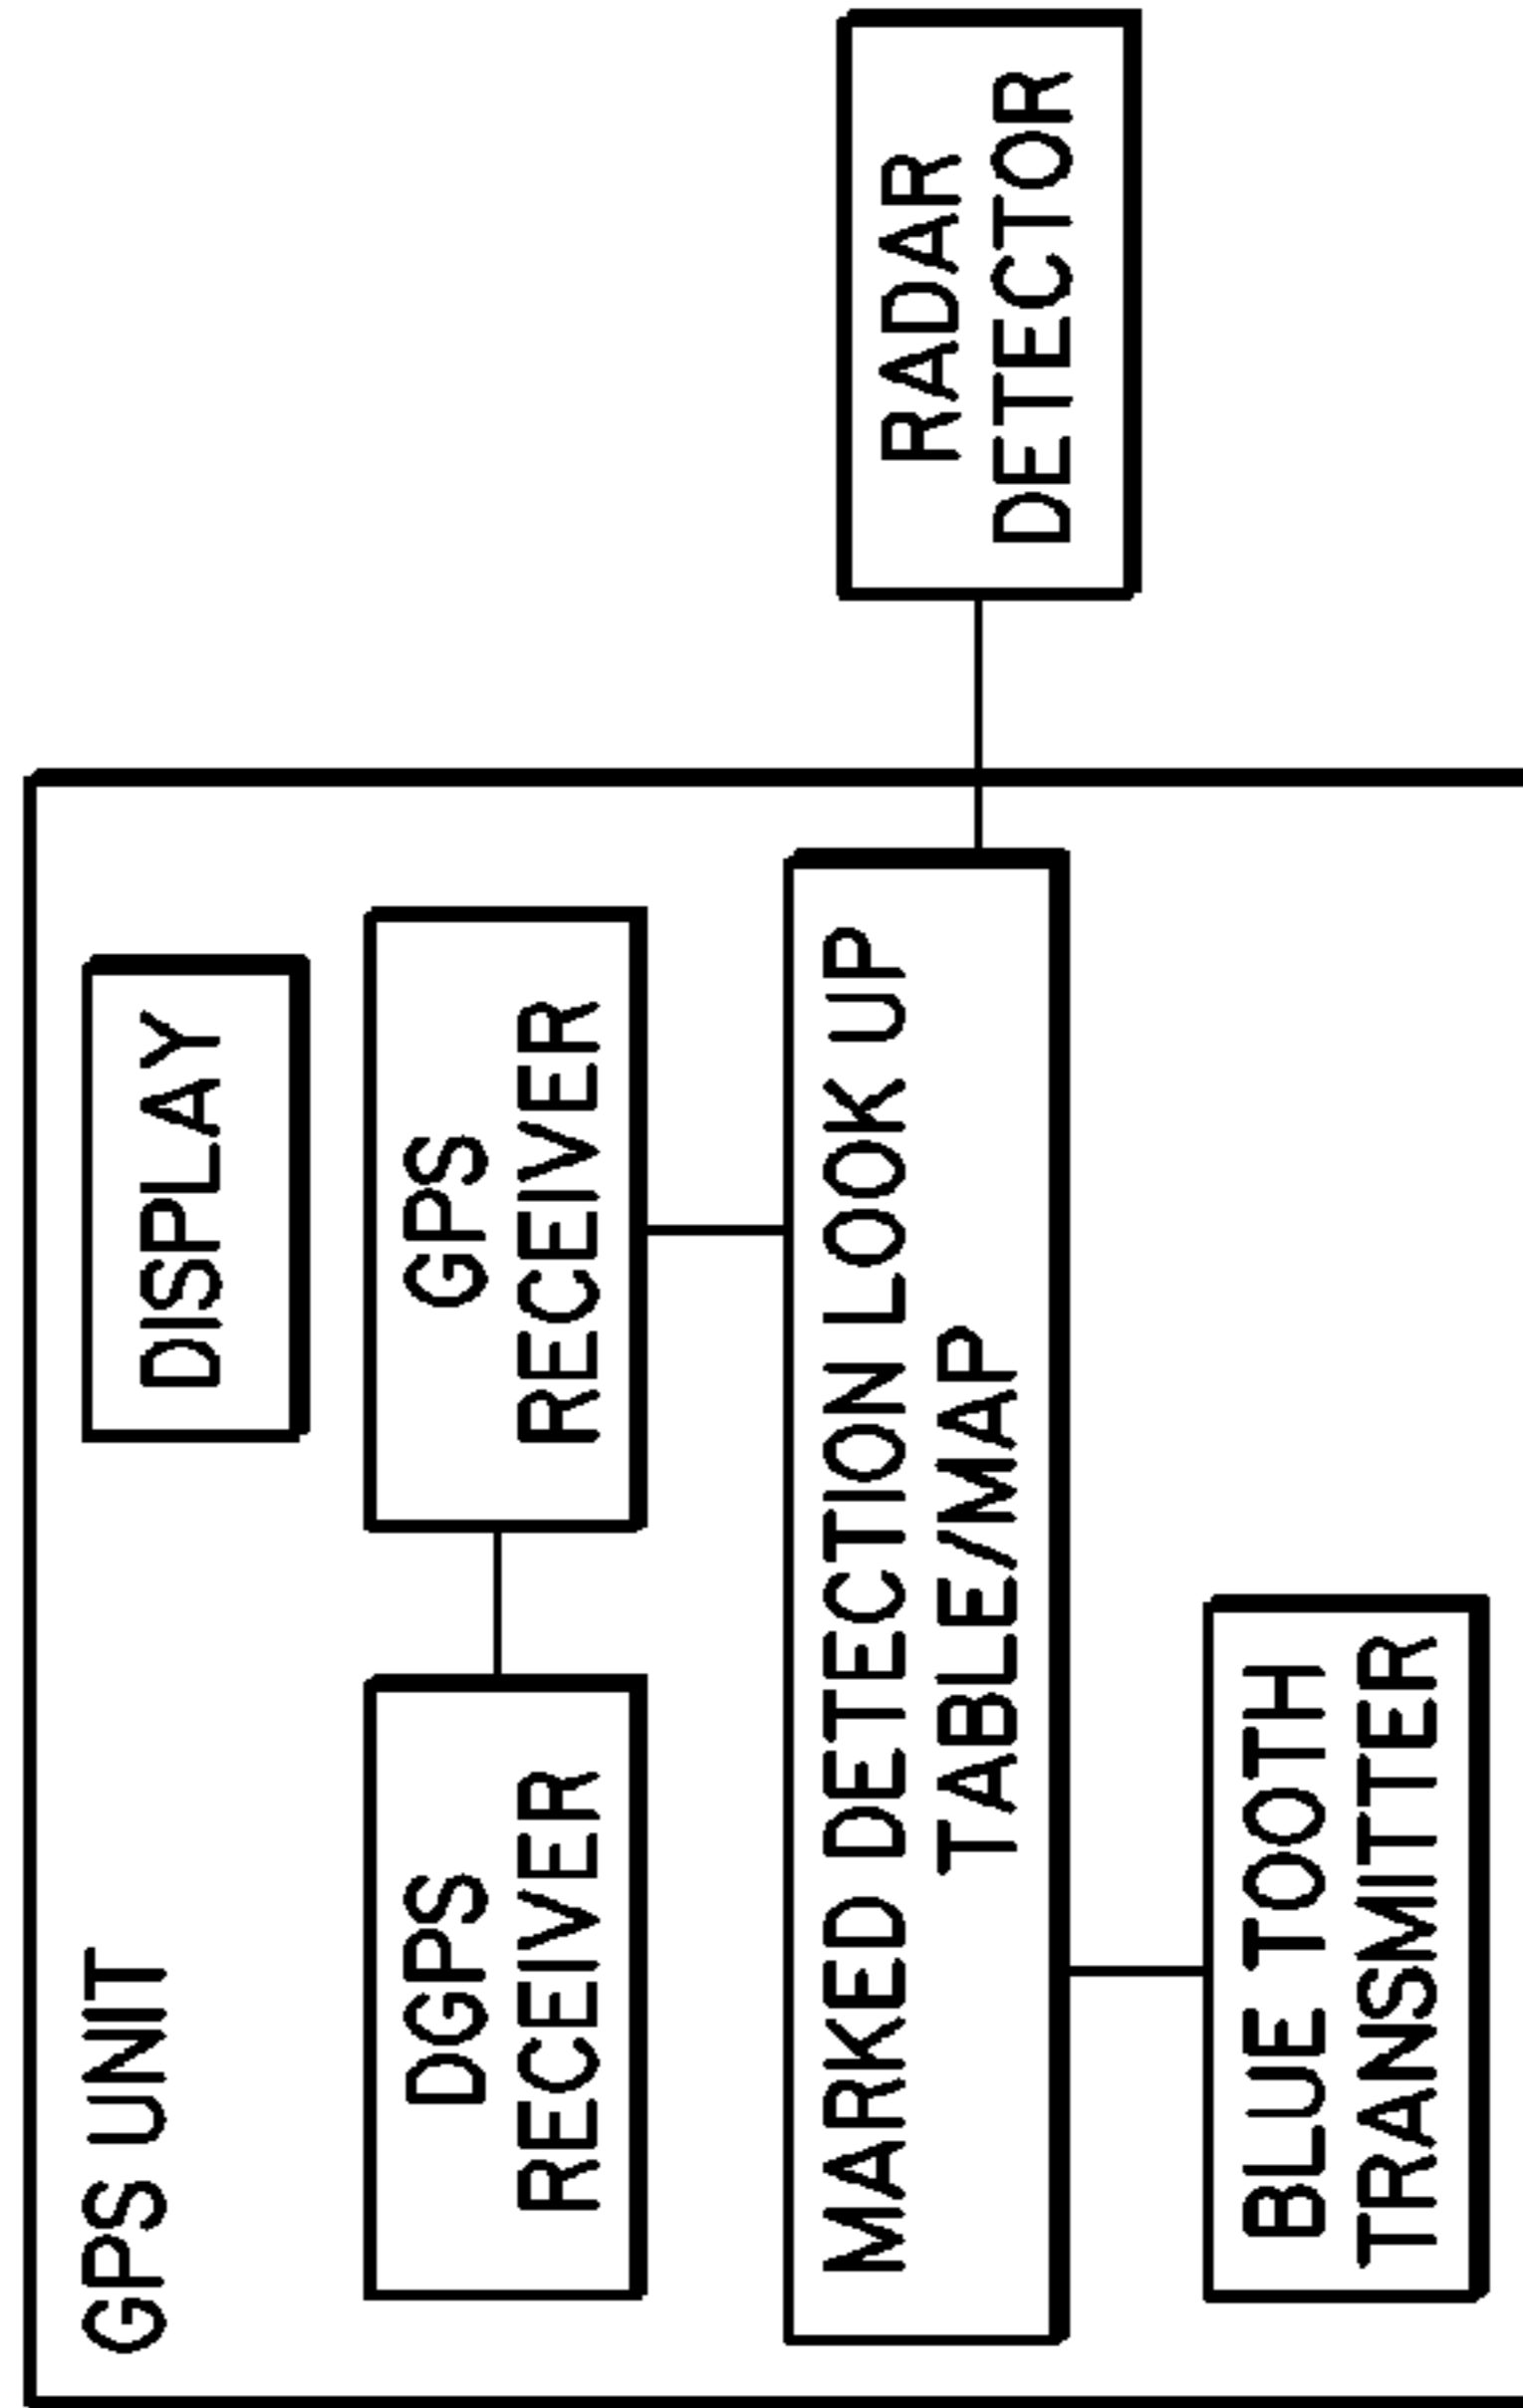 GPS UNIT
DISPLAY
DGPS
RECEIVER
GPS
RECEIVER
MARKED DETECTION LOOK UP
TABLE/MAP
RADAR
DETECTOR
BLUE TOOTH
TRANSMITTER